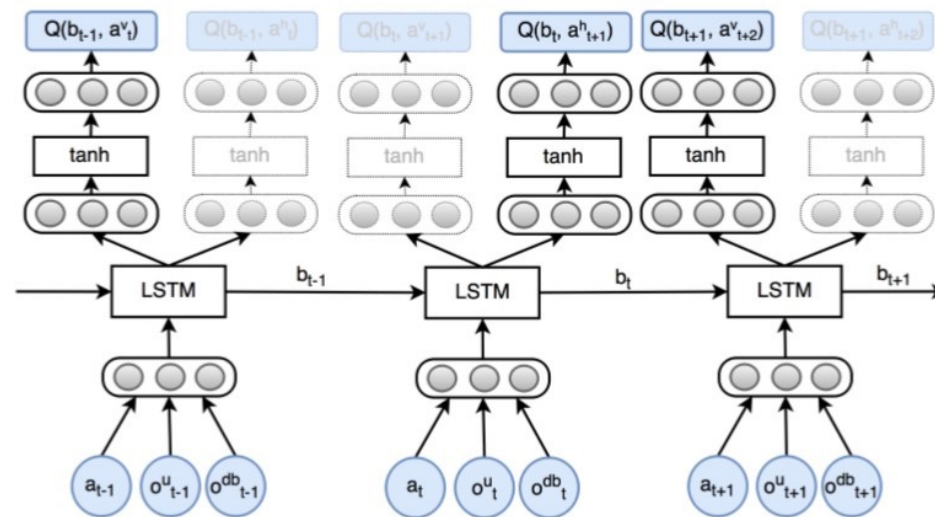 Q(b_{t-1}, a^v_t) Q(b_{t-1}, a^h_t) Q(b_t, a^v_{t+1}) Q(b_t, a^h_{t+1}) Q(b_{t+1}, a^v_{t+2}) Q(b_{t+1}, a^h_{t+2})
tanh tanh tanh tanh tanh tanh
LSTM b_{t-1} LSTM b_t LSTM b_{t+1}
a_{t-1} o^u_{t-1} o^{db}_{t-1} a_t o^u_t o^{db}_t a_{t+1} o^u_{t+1} o^{db}_{t+1}